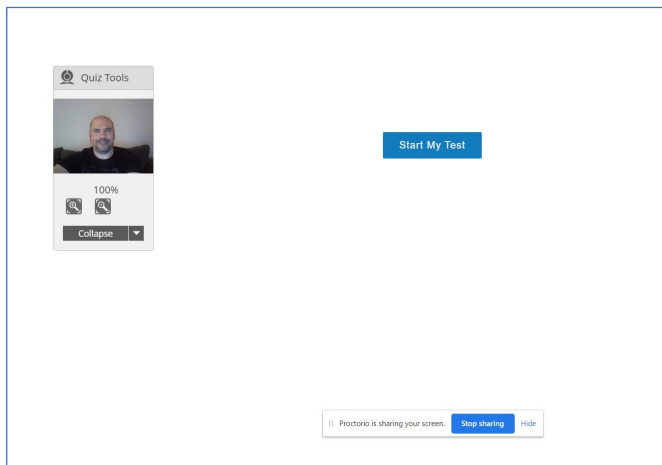 Quiz Tools
Start My Test
100%
Collapse
Proctorio is sharing your screen. Stop sharing Hide